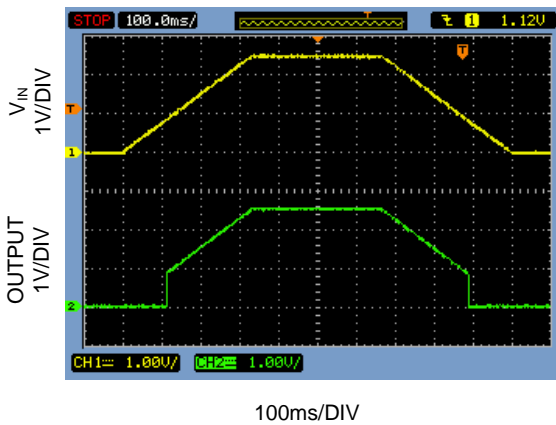 STOP 100.0ms/ T 1 1.12V
T
V_IN
1V/DIV
T
1
OUTPUT
1V/DIV
2
CH1 1.00V/ CH2 1.00V/
100ms/DIV